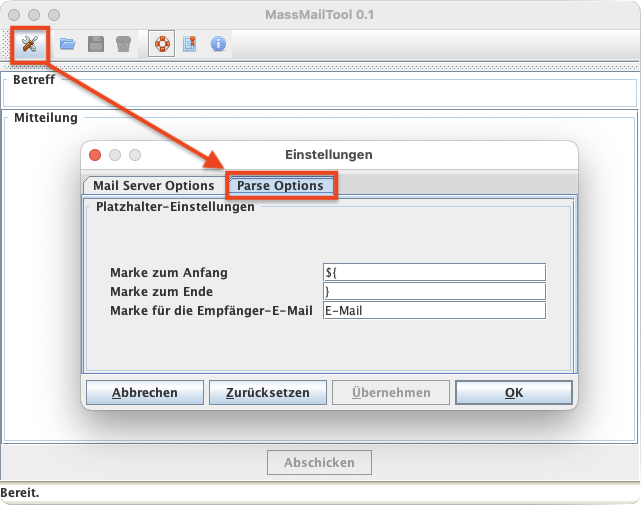 MassMailTool 0.1
Betreff
Mitteilung
Einstellungen
Mail Server Options
Parse Options
Platzhalter-Einstellungen
Marke zum Anfang ${
Marke zum Ende }
Marke für die Empfänger-E-Mail E-Mail
Abbrechen Zurücksetzen Übernehmen OK
Abschicken
Bereit.